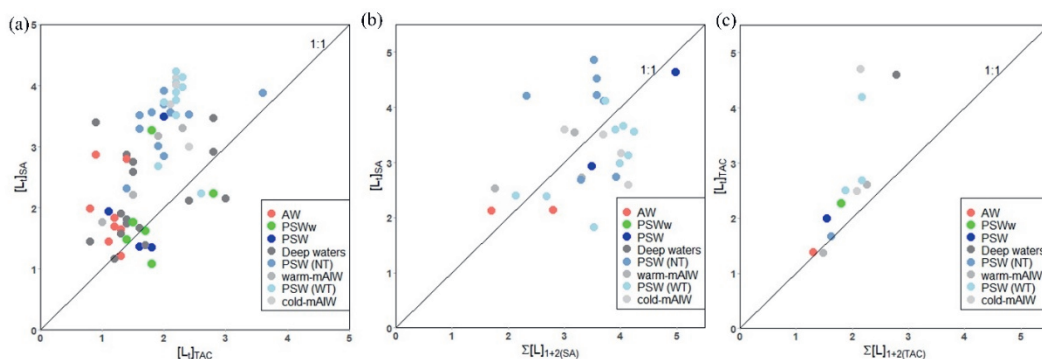 (a)
5
4
3
2
1
0
[Lt]SA
1:1
AW
PSWw
PSW
Deep waters
PSW (NT)
warm-mAIW
PSW (WT)
cold-mAIW
0 1 2 3 4 5
[Lt]TAC
(b)
5
4
3
2
1
0
[Lt]SA
1:1
AW
PSWw
PSW
Deep waters
PSW (NT)
warm-mAIW
PSW (WT)
cold-mAIW
0 1 2 3 4 5
Σ[L]1+2(SA)
(c)
5
4
3
2
1
0
[Lt]TAC
1:1
AW
PSWw
PSW
Deep waters
PSW (NT)
warm-mAIW
PSW (WT)
cold-mAIW
0 1 2 3 4 5
Σ[L]1+2(TAC)